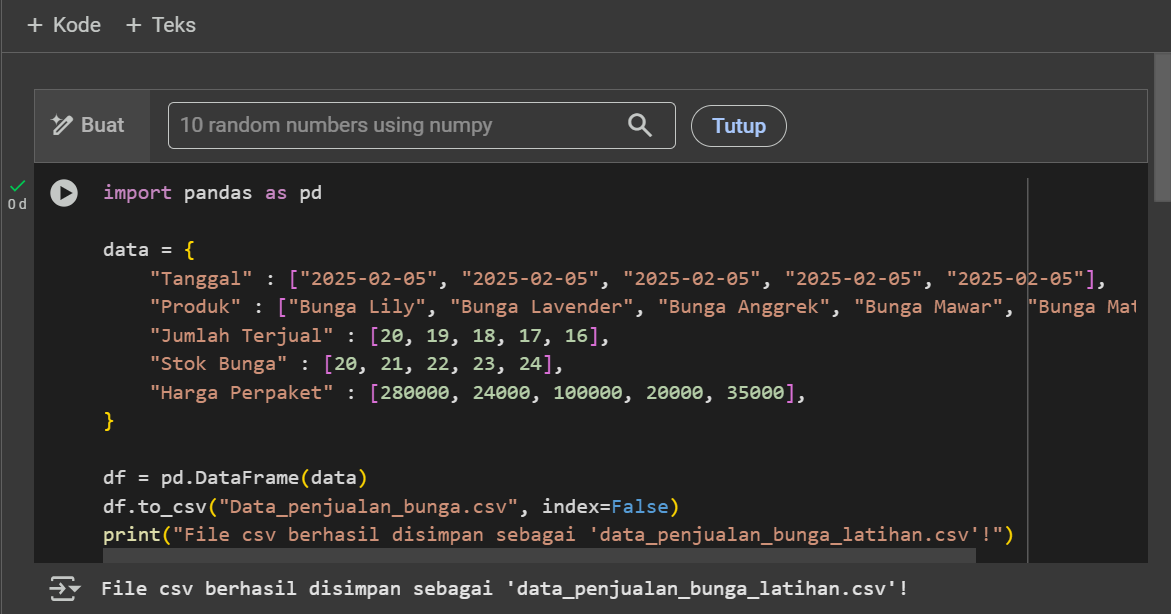 + Kode + Teks
Buat 10 random numbers using numpy Tutup
0 d
import pandas as pd
data = {
"Tanggal" : ["2025-02-05", "2025-02-05", "2025-02-05", "2025-02-05", "2025-02-05"],
"Produk" : ["Bunga Lily", "Bunga Lavender", "Bunga Anggrek", "Bunga Mawar", "Bunga Mat
"Jumlah Terjual" : [20, 19, 18, 17, 16],
"Stok Bunga" : [20, 21, 22, 23, 24],
"Harga Perpaket" : [280000, 24000, 100000, 20000, 35000],
}
df = pd.DataFrame(data)
df.to_csv("Data_penjualan_bunga.csv", index=False)
print("File csv berhasil disimpan sebagai 'data_penjualan_bunga_latihan.csv'!")
File csv berhasil disimpan sebagai 'data_penjualan_bunga_latihan.csv'!